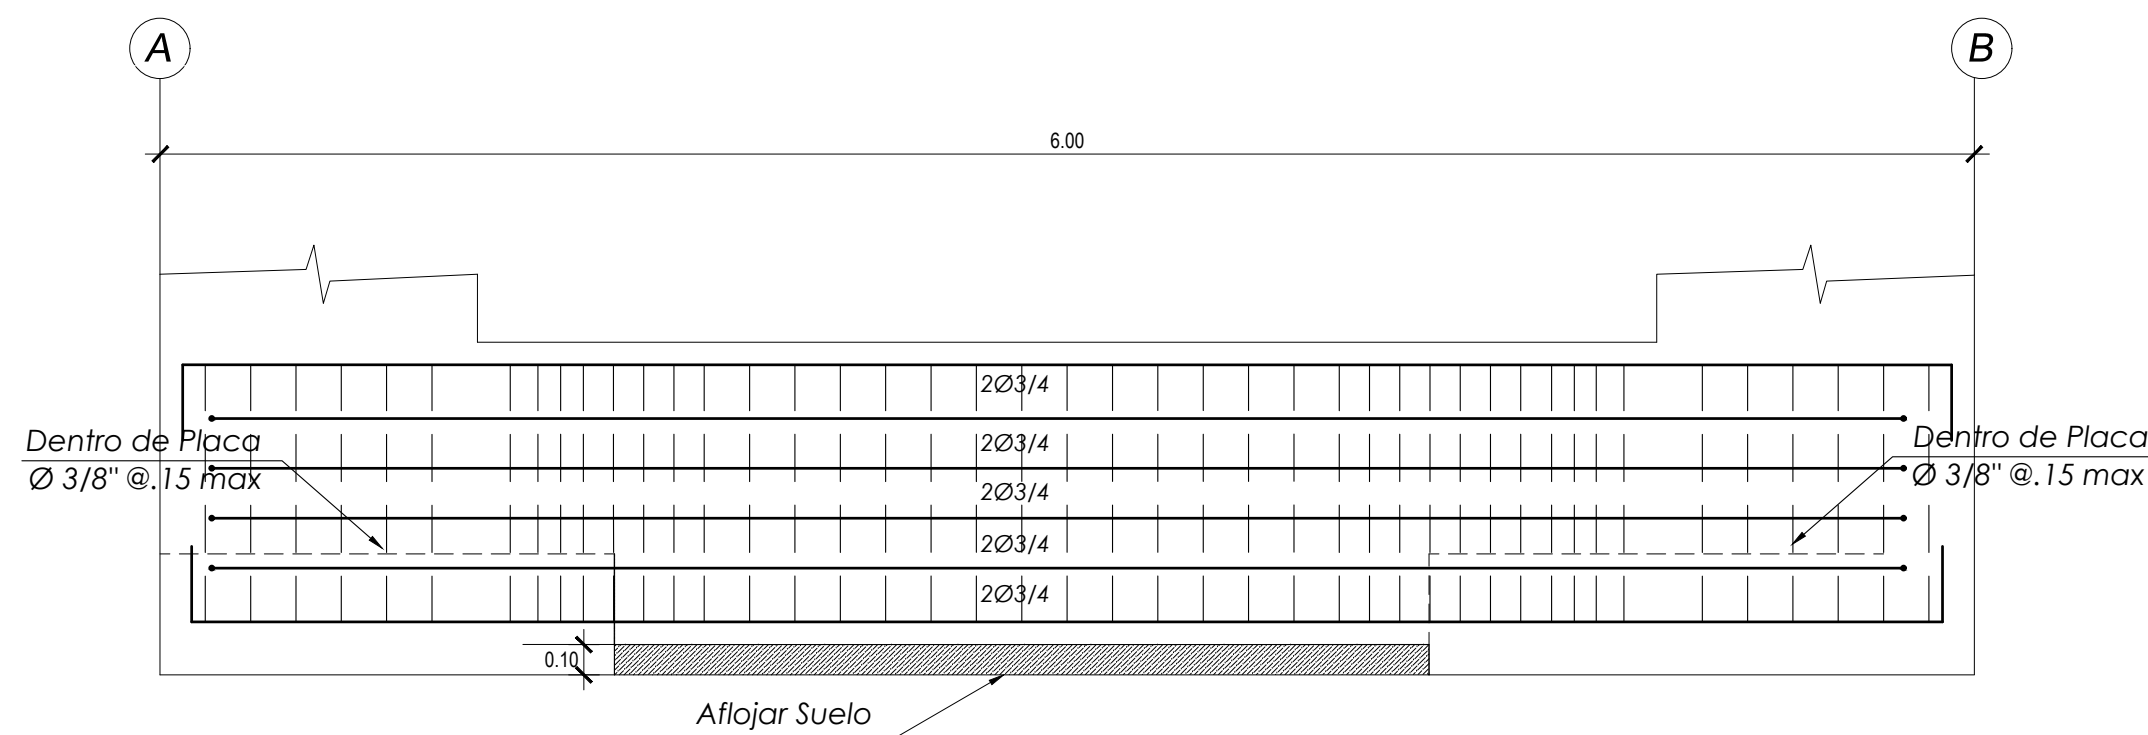 A
B
6.00
2Ø3/4
2Ø3/4
2Ø3/4
2Ø3/4
2Ø3/4
Dentro de Placa
Ø 3/8" @.15 max
Dentro de Placa
Ø 3/8" @.15 max
0.10
Aflojar Suelo